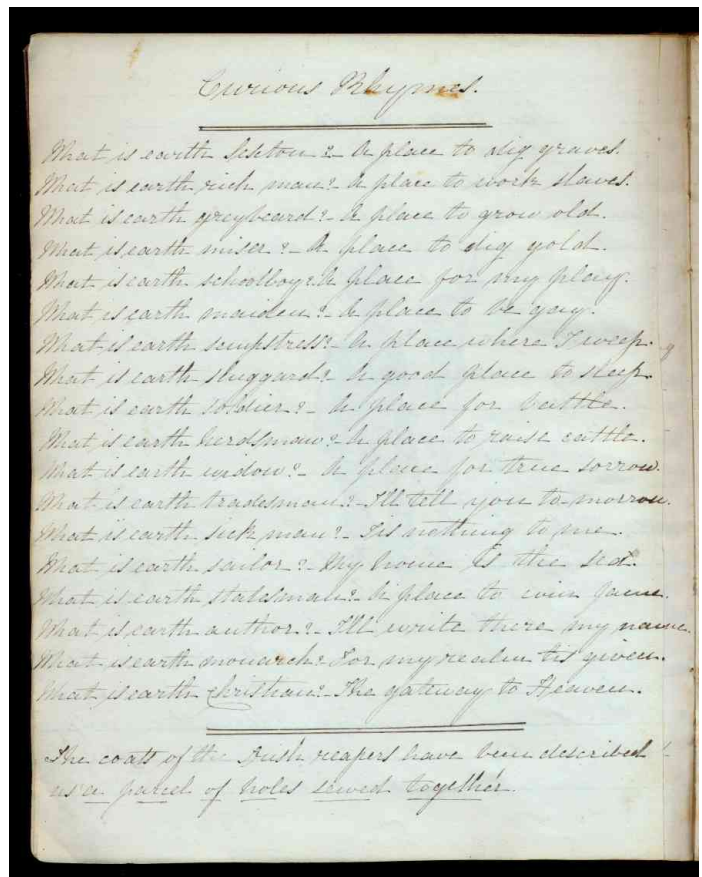 Curious Rhymes.
What is earth Sexton?- A place to dig graves.
What is earth rich man?- A place to work slaves.
What is earth greybeard?- A place to grow old.
What is earth miser?- A place to dig gold.
What is earth schoolboy? A place for my play.
What is earth maiden?- A place to be gay.
What is earth sempstress?- A place where I weep.
What is earth sluggard?- A good place to sleep.
What is earth soldier?- A place for battle.
What is earth herdsman?- A place to raise cattle.
What is earth widow?- A place for true sorrow.
What is earth tradesman?- I'll tell you to morrow.
What is earth sick man?- Tis nothing to me.
What is earth sailor?- My home is the sea.
What is earth statesman?- A place to win fame.
What is earth author?- I'll write there my name.
What is earth monarch? For my realm tis given.
What is earth Christian?- The gateway to Heaven.
The coats of the Irish reapers have been described
as a parcel of holes sewed together.